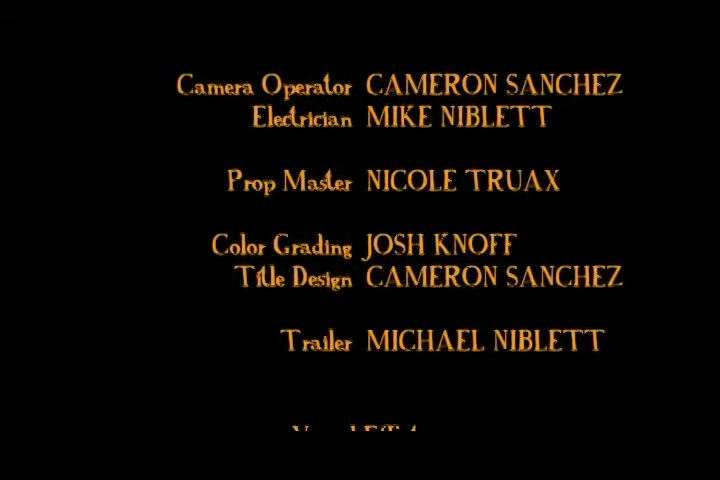 Camera Operator CAMERON SANCHEZ
Electrician MIKE NIBLETT
Prop Master NICOLE TRUAX
Color Grading JOSH KNOFF
Title Design CAMERON SANCHEZ
Trailer MICHAEL NIBLETT